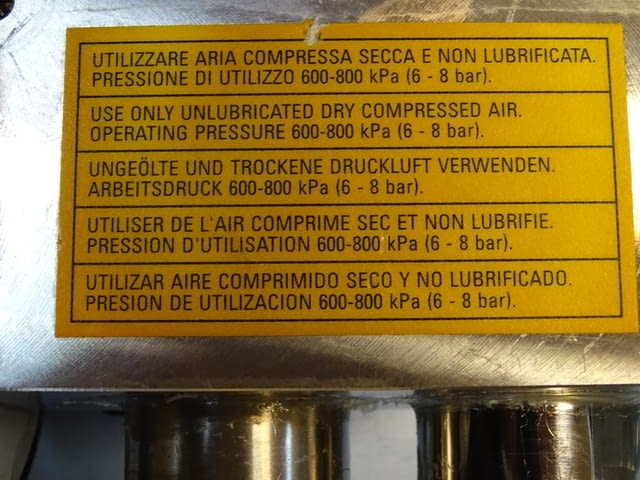 UTILIZZARE ARIA COMPRESSA SECCA E NON LUBRIFICATA.
PRESSIONE DI UTILIZZO 600-800 kPa (6 - 8 bar).
USE ONLY UNLUBRICATED DRY COMPRESSED AIR.
OPERATING PRESSURE 600-800 kPa (6 - 8 bar).
UNGEÖLTE UND TROCKENE DRUCKLUFT VERWENDEN.
ARBEITSDRUCK 600-800 kPa (6 - 8 bar).
UTILISER DE L'AIR COMPRIME SEC ET NON LUBRIFIE.
PRESSION D'UTILISATION 600-800 kPa (6 - 8 bar).
UTILIZAR AIRE COMPRIMIDO SECO Y NO LUBRIFICADO.
PRESION DE UTILIZACION 600-800 kPa (6 - 8 bar).